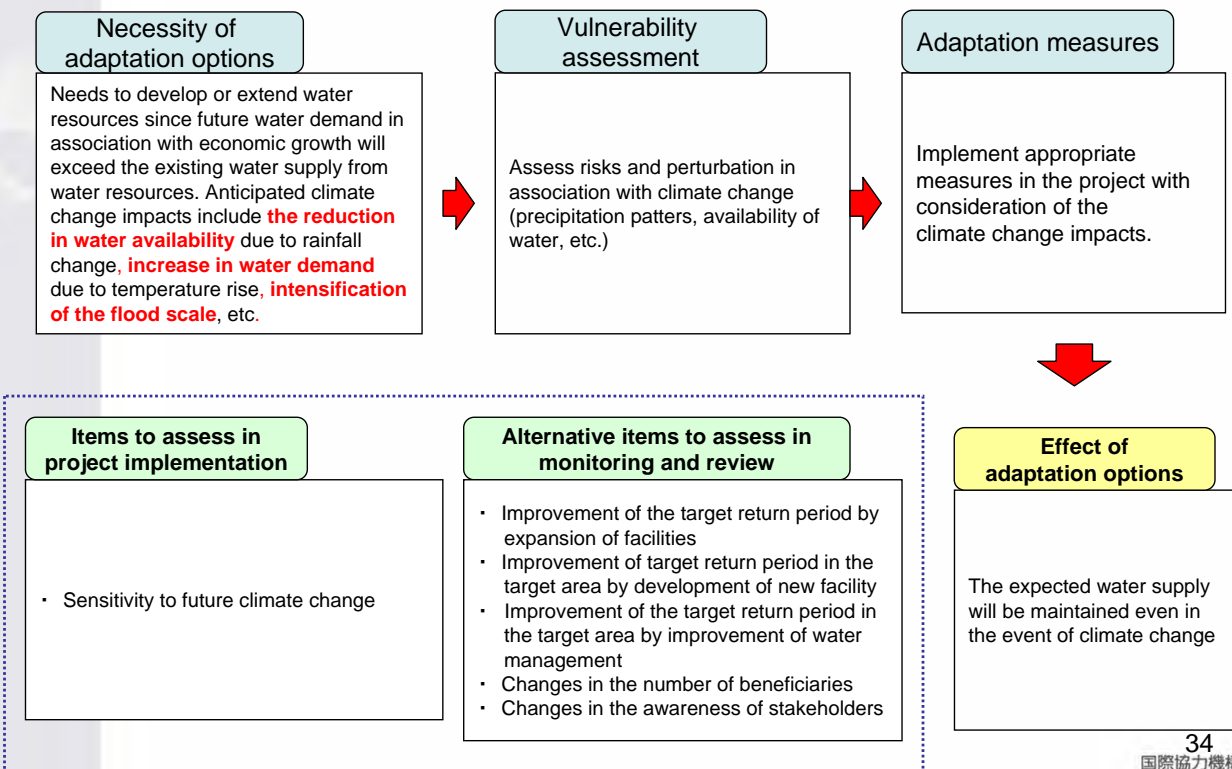 Necessity of
adaptation options
Needs to develop or extend water
resources since future water demand in
association with economic growth will
exceed the existing water supply from
water resources. Anticipated climate
change impacts include the reduction
in water availability due to rainfall
change, increase in water demand
due to temperature rise, intensification
of the flood scale, etc.
Vulnerability
assessment
Assess risks and perturbation in
association with climate change
(precipitation patters, availability of
water, etc.)
Adaptation measures
Implement appropriate
measures in the project with
consideration of the
climate change impacts.
Items to assess in
project implementation
・ Sensitivity to future climate change
Alternative items to assess in
monitoring and review
・ Improvement of the target return period by
expansion of facilities
・ Improvement of target return period in the
target area by development of new facility
・ Improvement of the target return period in
the target area by improvement of water
management
・ Changes in the number of beneficiaries
・ Changes in the awareness of stakeholders
Effect of
adaptation options
The expected water supply
will be maintained even in
the event of climate change
34
国際協力機構